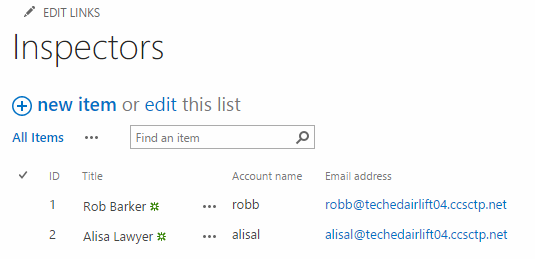 EDIT LINKS
Inspectors
new item or edit this list
All Items ••• Find an item
ID Title Account name Email address
1 Rob Barker ••• robb robb@techedairlift04.ccsctp.net
2 Alisa Lawyer ••• alisal alisal@techedairlift04.ccsctp.net